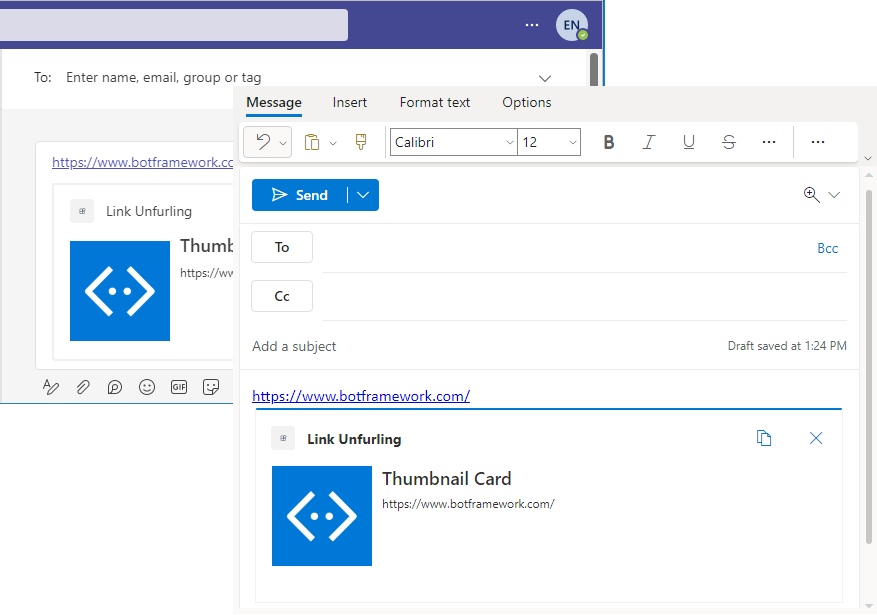 EN
To: Enter name, email, group or tag
https://www.botframework.co
Link Unfurling
Thumb
https://ww
GIF
Message Insert Format text Options
Calibri 12 B I U S
Send
To Bcc
Cc
Add a subject Draft saved at 1:24 PM
https://www.botframework.com/
Link Unfurling
Thumbnail Card
https://www.botframework.com/